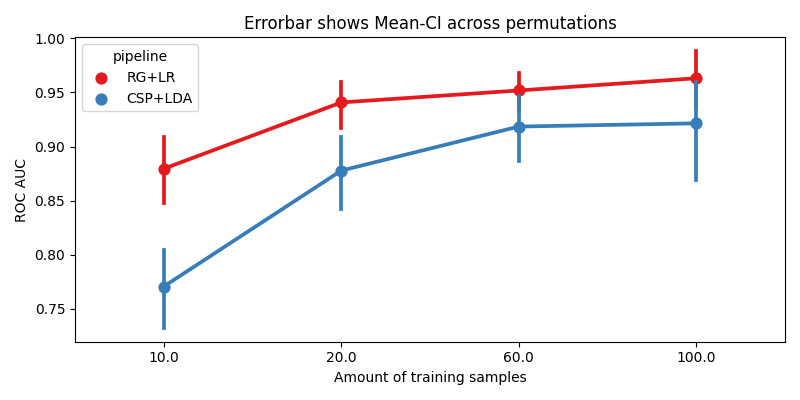 Errorbar shows Mean-CI across permutations
pipeline
RG+LR
CSP+LDA
1.00
0.95
0.90
0.85
0.80
0.75
ROC AUC
10.0 20.0 60.0 100.0
Amount of training samples